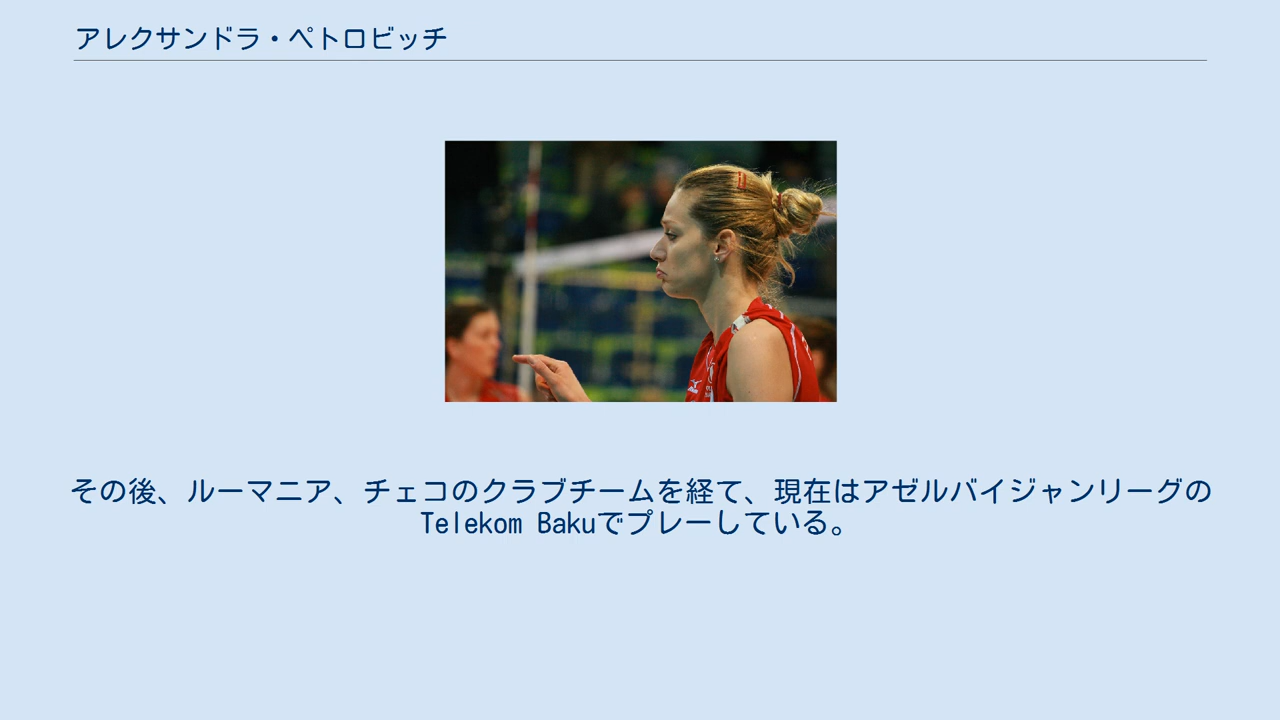 アレクサンドラ・ペトロビッチ
その後、ルーマニア、チェコのクラブチームを経て、現在はアゼルバイジャンリーグの
Telekom Bakuでプレーしている。